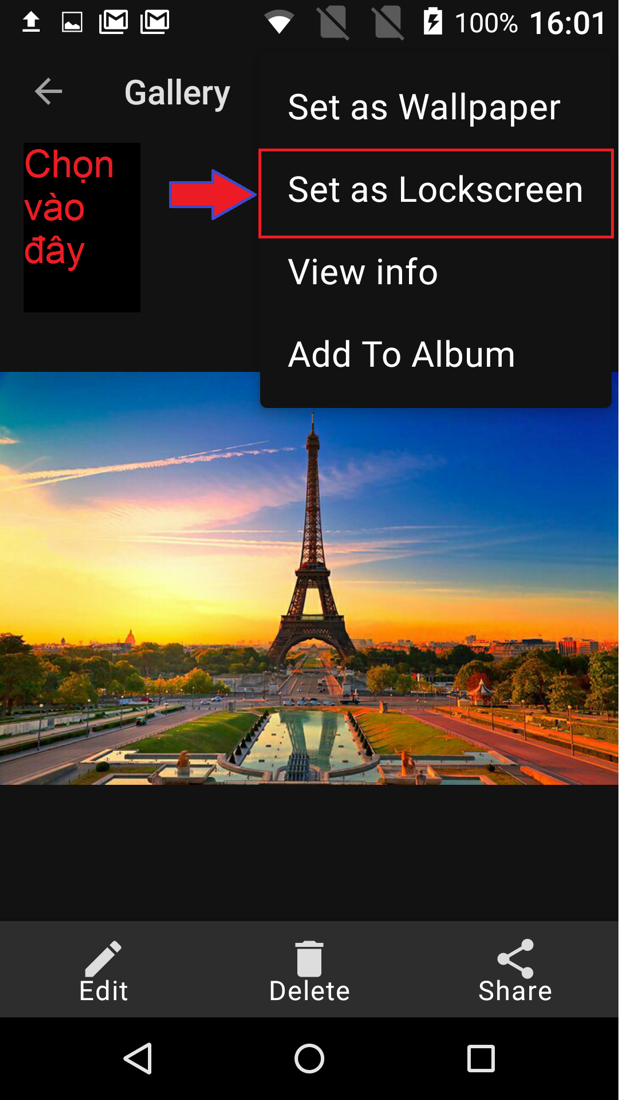 100% 16:01
Gallery
Set as Wallpaper
Chọn
vào
đây
Set as Lockscreen
View info
Add To Album
Edit Delete Share